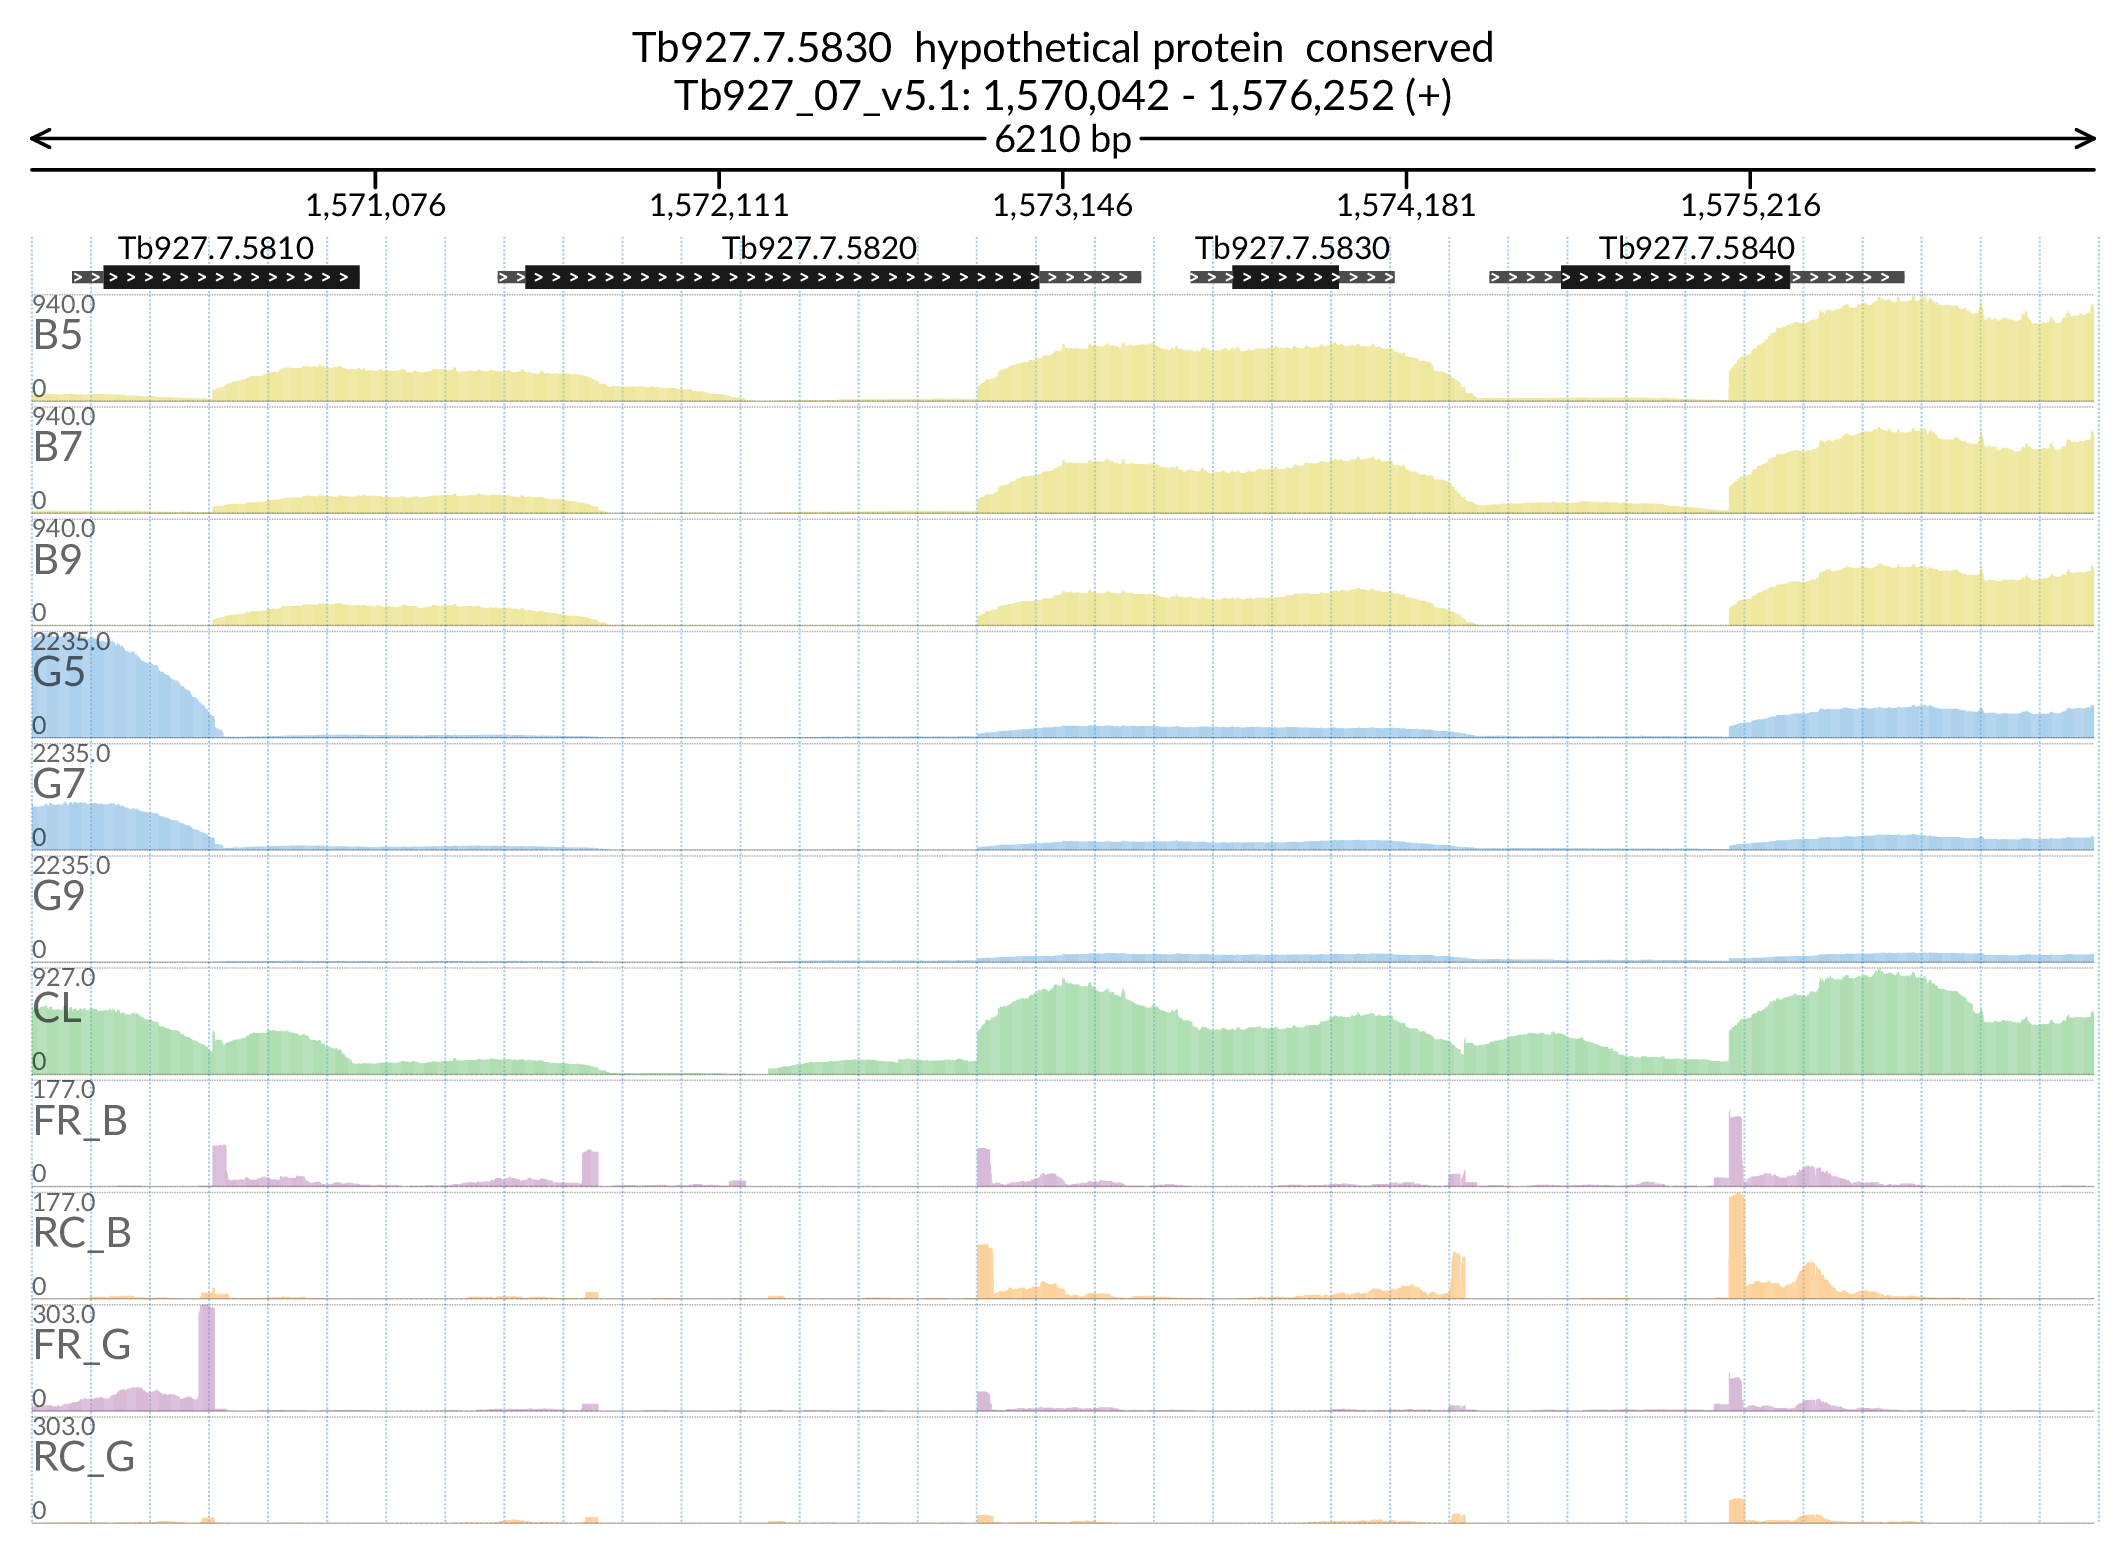 Tb927.7.5830  hypothetical protein  conserved
Tb927_07_v5.1: 1,570,042 - 1,576,252 (+)
6210 bp
1,571,076 1,572,111 1,573,146 1,574,181 1,575,216
Tb927.7.5810 Tb927.7.5820 Tb927.7.5830 Tb927.7.5840
940.0
B5
0
940.0
B7
0
940.0
B9
0
2235.0
G5
0
2235.0
G7
0
2235.0
G9
0
927.0
CL
0
177.0
FR_B
0
177.0
RC_B
0
303.0
FR_G
0
303.0
RC_G
0